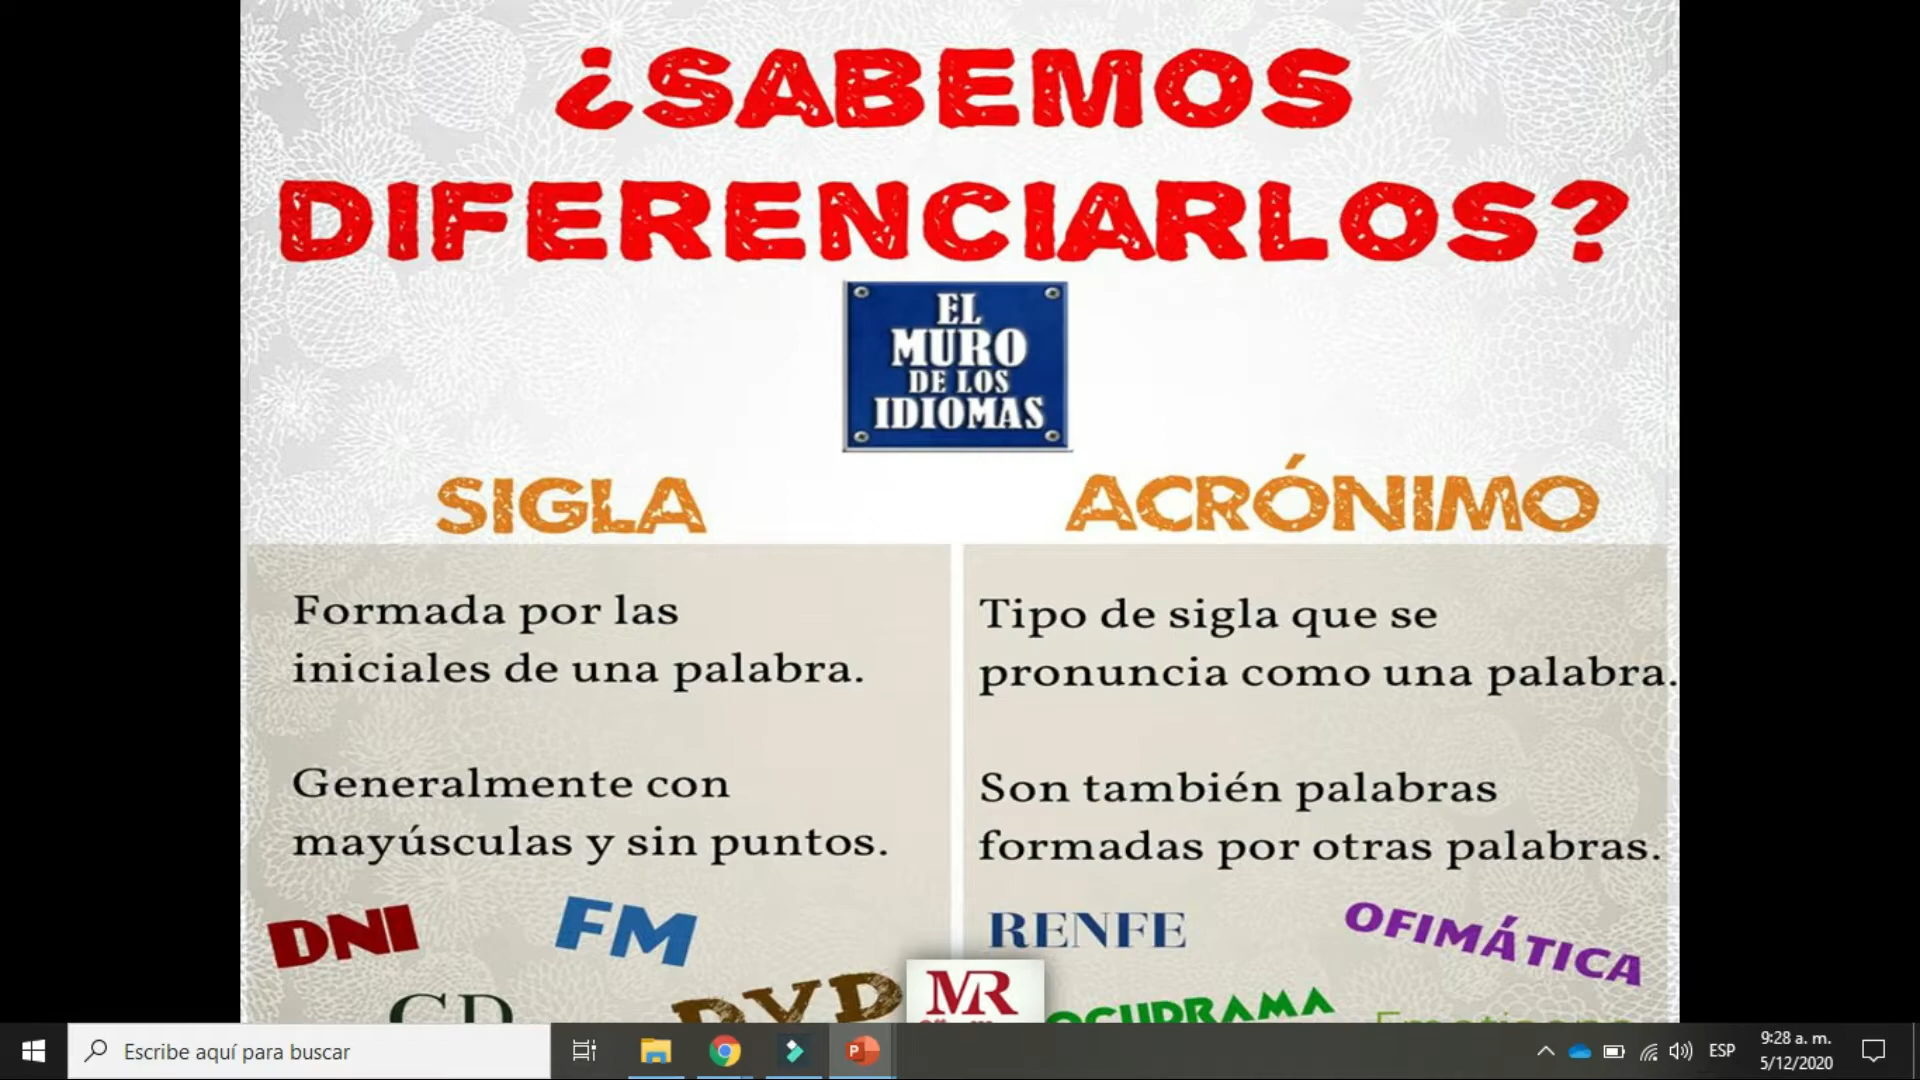 ¿SABEMOS
DIFERENCIARLOS?
EL
MURO
DE LOS
IDIOMAS
SIGLA
ACRÓNIMO
Formada por las
iniciales de una palabra.
Generalmente con
mayúsculas y sin puntos.
Tipo de sigla que se
pronuncia como una palabra.
Son también palabras
formadas por otras palabras.
DNI
FM
RENFE
OFIMÁTICA
CD
DVD
MR
Escribe aquí para buscar
ESP
9:28 a. m.
5/12/2020